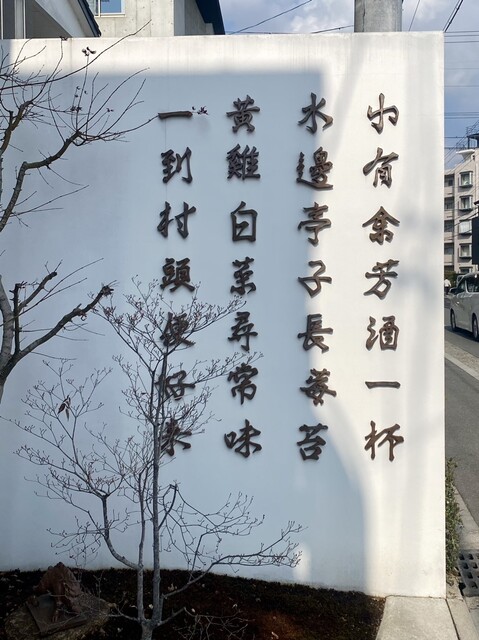 小有余芳酒一杯
水邊亭子長莓苔
黃雞白菜尋常味
一到村頭便好來